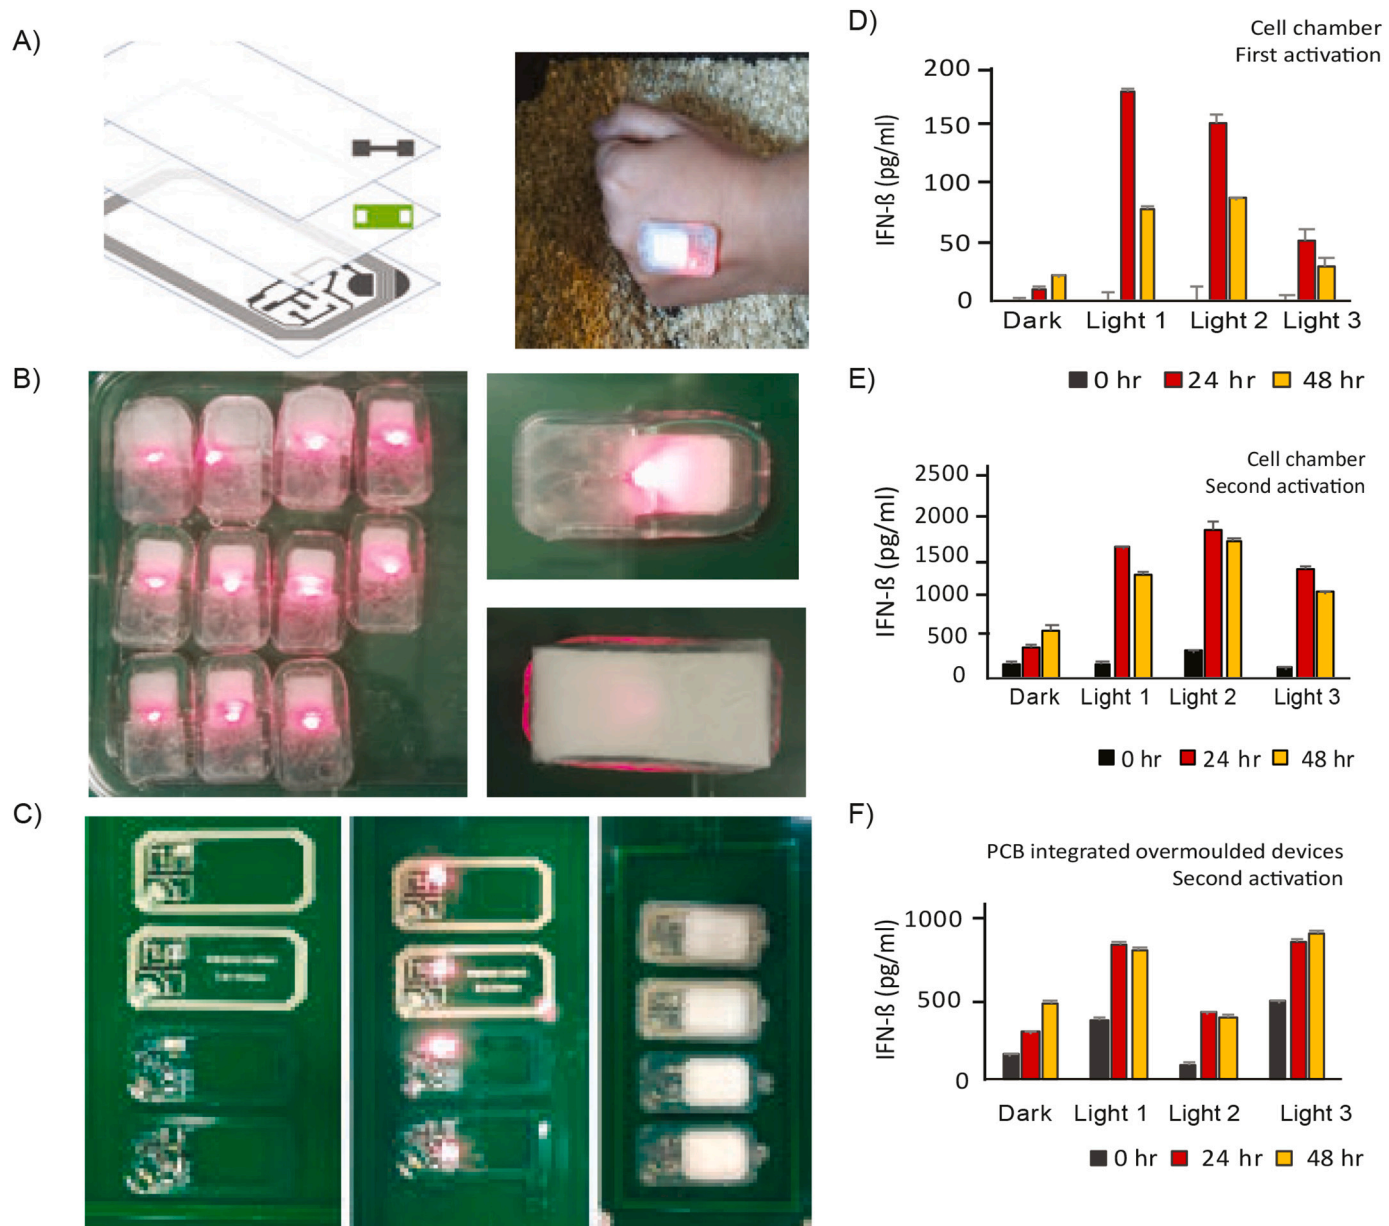 A)
B)
C)
D)
Cell chamber
First activation
IFN-ß (pg/ml)
200
150
100
50
0
Dark Light 1 Light 2 Light 3
0 hr 24 hr 48 hr
E)
Cell chamber
Second activation
IFN-ß (pg/ml)
2500
2000
1500
1000
500
0
Dark Light 1 Light 2 Light 3
0 hr 24 hr 48 hr
F)
PCB integrated overmoulded devices
Second activation
IFN-ß (pg/ml)
1000
500
0
Dark Light 1 Light 2 Light 3
0 hr 24 hr 48 hr